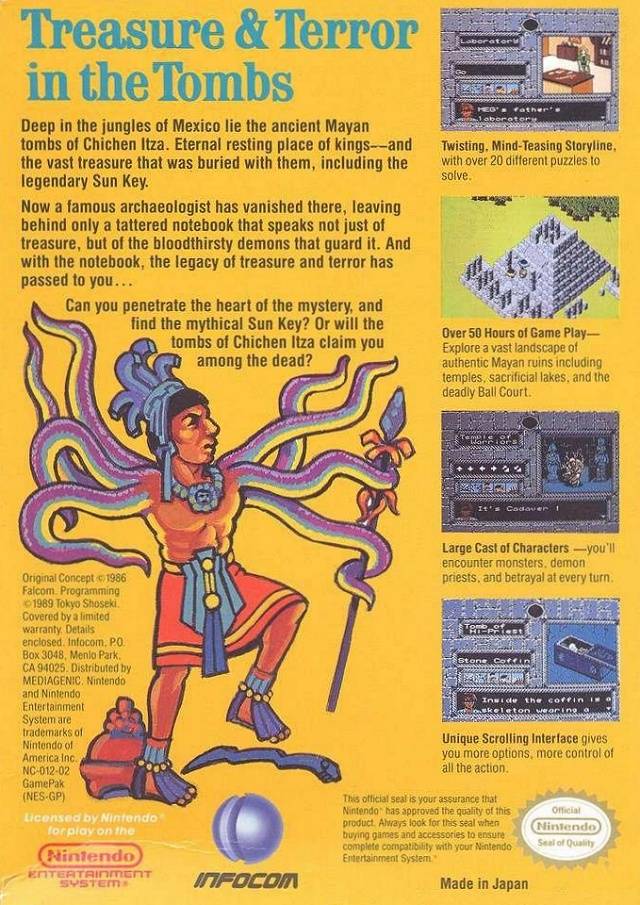 Treasure & Terror
in the Tombs
Deep in the jungles of Mexico lie the ancient Mayan
tombs of Chichen Itza. Eternal resting place of kings--and
the vast treasure that was buried with them, including the
legendary Sun Key.
Now a famous archaeologist has vanished there, leaving
behind only a tattered notebook that speaks not just of
treasure, but of the bloodthirsty demons that guard it. And
with the notebook, the legacy of treasure and terror has
passed to you...
Can you penetrate the heart of the mystery, and
find the mythical Sun Key? Or will the
tombs of Chichen Itza claim you
among the dead?
Original Concept ©1986
Falcom. Programming
©1989 Tokyo Shoseki.
Covered by a limited
warranty. Details
enclosed. Infocom, P.O.
Box 3048, Menlo Park,
CA 94025. Distributed by
MEDIAGENIC. Nintendo
and Nintendo
Entertainment
System are
trademarks of
Nintendo of
America Inc.
NC-012-02
GamePak
(NES-GP)
Licensed by Nintendo®
for play on the
Nintendo
ENTERTAINMENT
SYSTEM®
INFOCOM
Laboratory
Go
MEG's father's
laboratory
Twisting, Mind-Teasing Storyline,
with over 20 different puzzles to
solve.
Over 50 Hours of Game Play—
Explore a vast landscape of
authentic Mayan ruins including
temples, sacrificial lakes, and the
deadly Ball Court.
Temple of
Warriors
It's Cadaver !
Large Cast of Characters —you'll
encounter monsters, demon
priests, and betrayal at every turn.
Tomb of
Hi-Priest
Stone Coffin
Inside the coffin is a
skeleton wearing a
Unique Scrolling Interface gives
you more options, more control of
all the action.
This official seal is your assurance that
Nintendo® has approved the quality of this
product. Always look for this seal when
buying games and accessories to ensure
complete compatibility with your Nintendo
Entertainment System.®
Official
Nintendo
Seal of Quality
Made in Japan